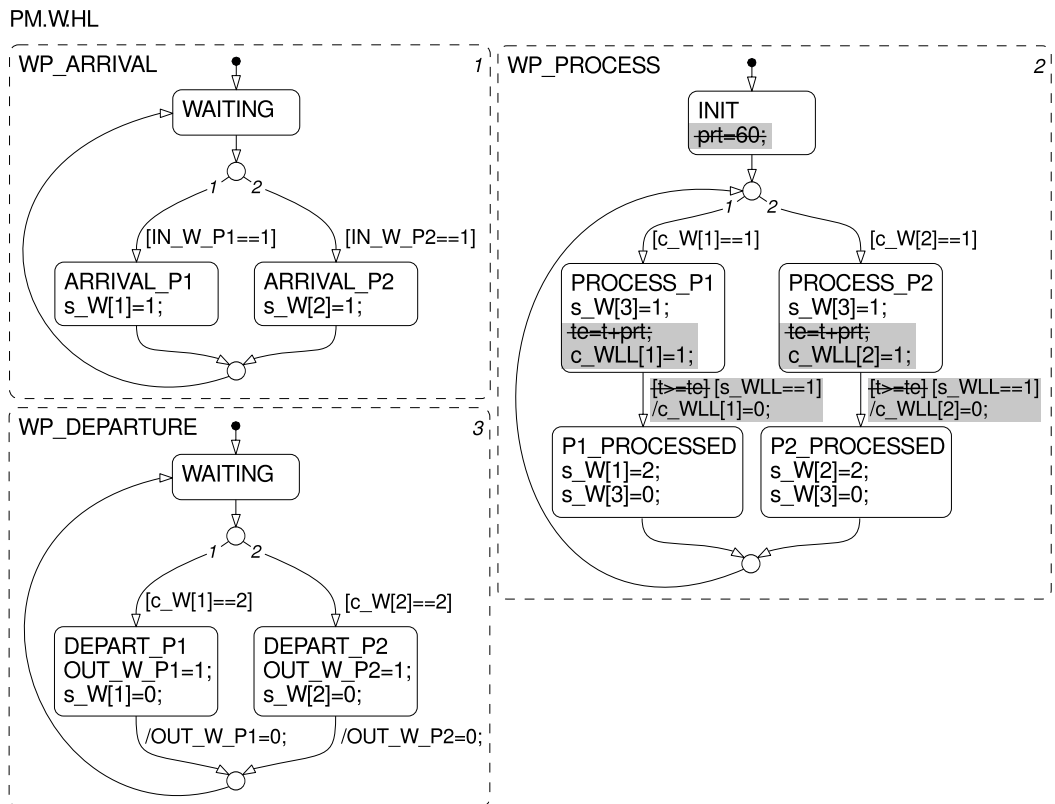 PM.W.HL
WP_ARRIVAL
1
WAITING
1 2
[IN_W_P1==1]
[IN_W_P2==1]
ARRIVAL_P1
s_W[1]=1;
ARRIVAL_P2
s_W[2]=1;
WP_PROCESS
2
INIT
prt=60;
1 2
[c_W[1]==1]
[c_W[2]==1]
PROCESS_P1
s_W[3]=1;
te=t+prt;
c_WLL[1]=1;
PROCESS_P2
s_W[3]=1;
te=t+prt;
c_WLL[2]=1;
[t>=te] [s_WLL==1]
/c_WLL[1]=0;
[t>=te] [s_WLL==1]
/c_WLL[2]=0;
P1_PROCESSED
s_W[1]=2;
s_W[3]=0;
P2_PROCESSED
s_W[2]=2;
s_W[3]=0;
WP_DEPARTURE
3
WAITING
1 2
[c_W[1]==2]
[c_W[2]==2]
DEPART_P1
OUT_W_P1=1;
s_W[1]=0;
DEPART_P2
OUT_W_P2=1;
s_W[2]=0;
/OUT_W_P1=0;
/OUT_W_P2=0;